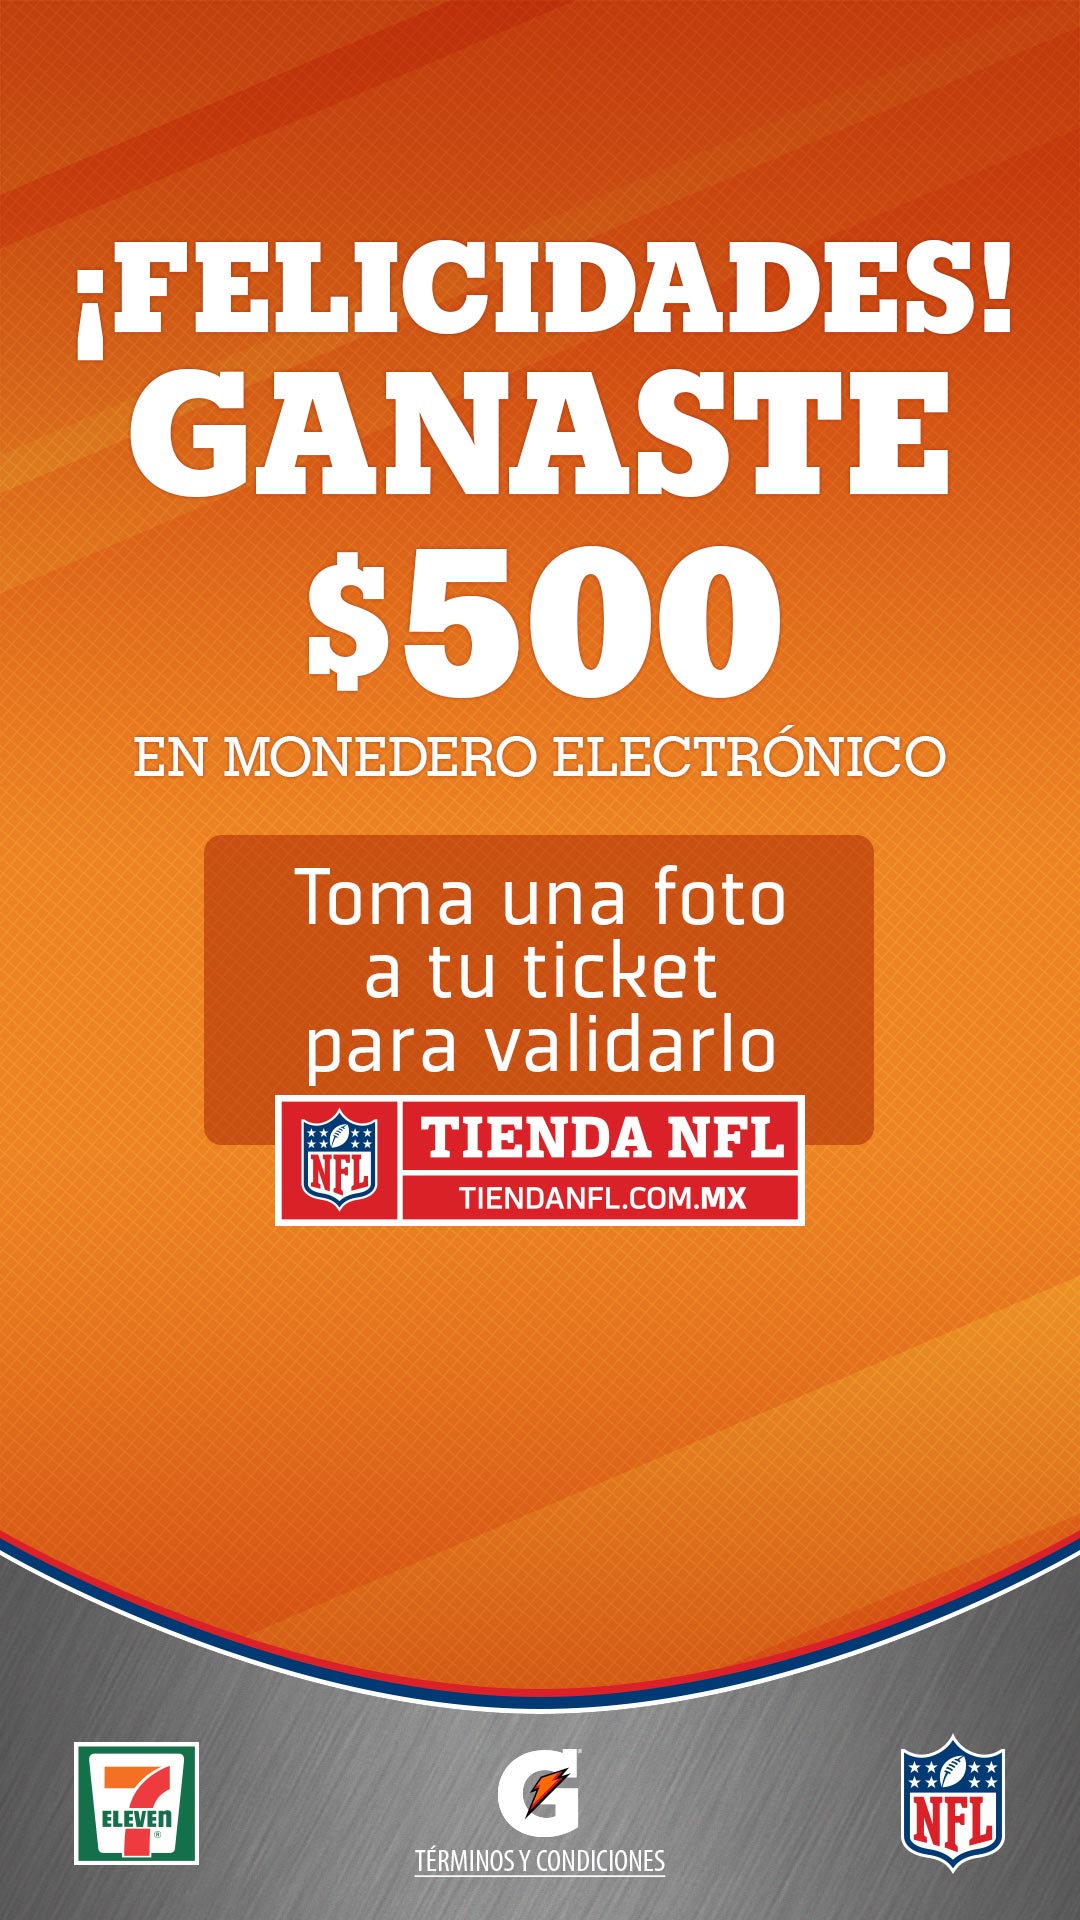 ¡FELICIDADES!
GANASTE
$500
EN MONEDERO ELECTRÓNICO
Toma una foto
a tu ticket
para validarlo
NFL
TIENDA NFL
TIENDANFL.COM.MX
7
ELEVEn
®
G
TÉRMINOS Y CONDICIONES
NFL